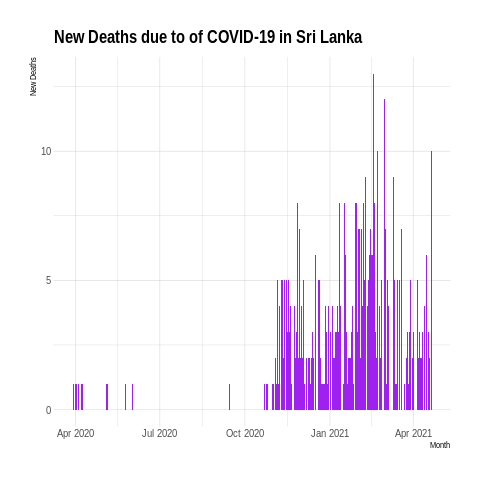 New Deaths due to of COVID-19 in Sri Lanka
New Deaths
10
5
0
Apr 2020 Jul 2020 Oct 2020 Jan 2021 Apr 2021
Month